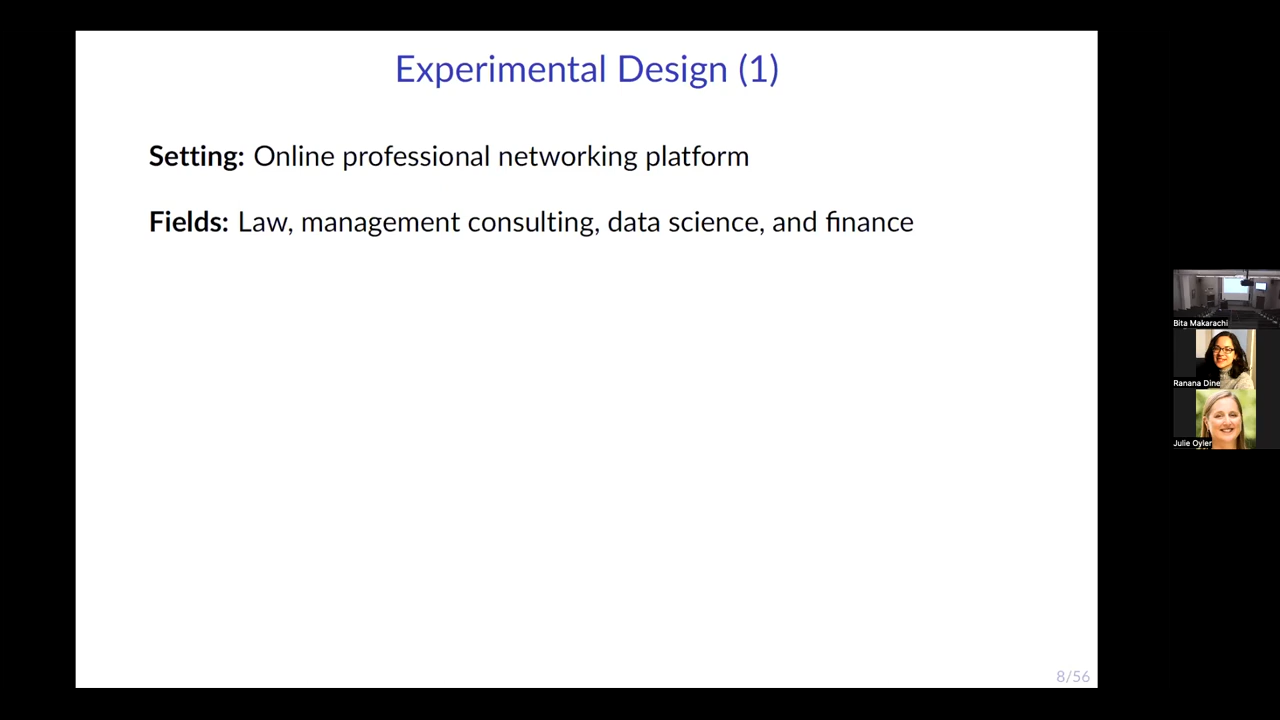 Experimental Design (1)
Setting: Online professional networking platform
Fields: Law, management consulting, data science, and finance
8/56
Bita Makarachi
Ranana Dine
Julie Oyler